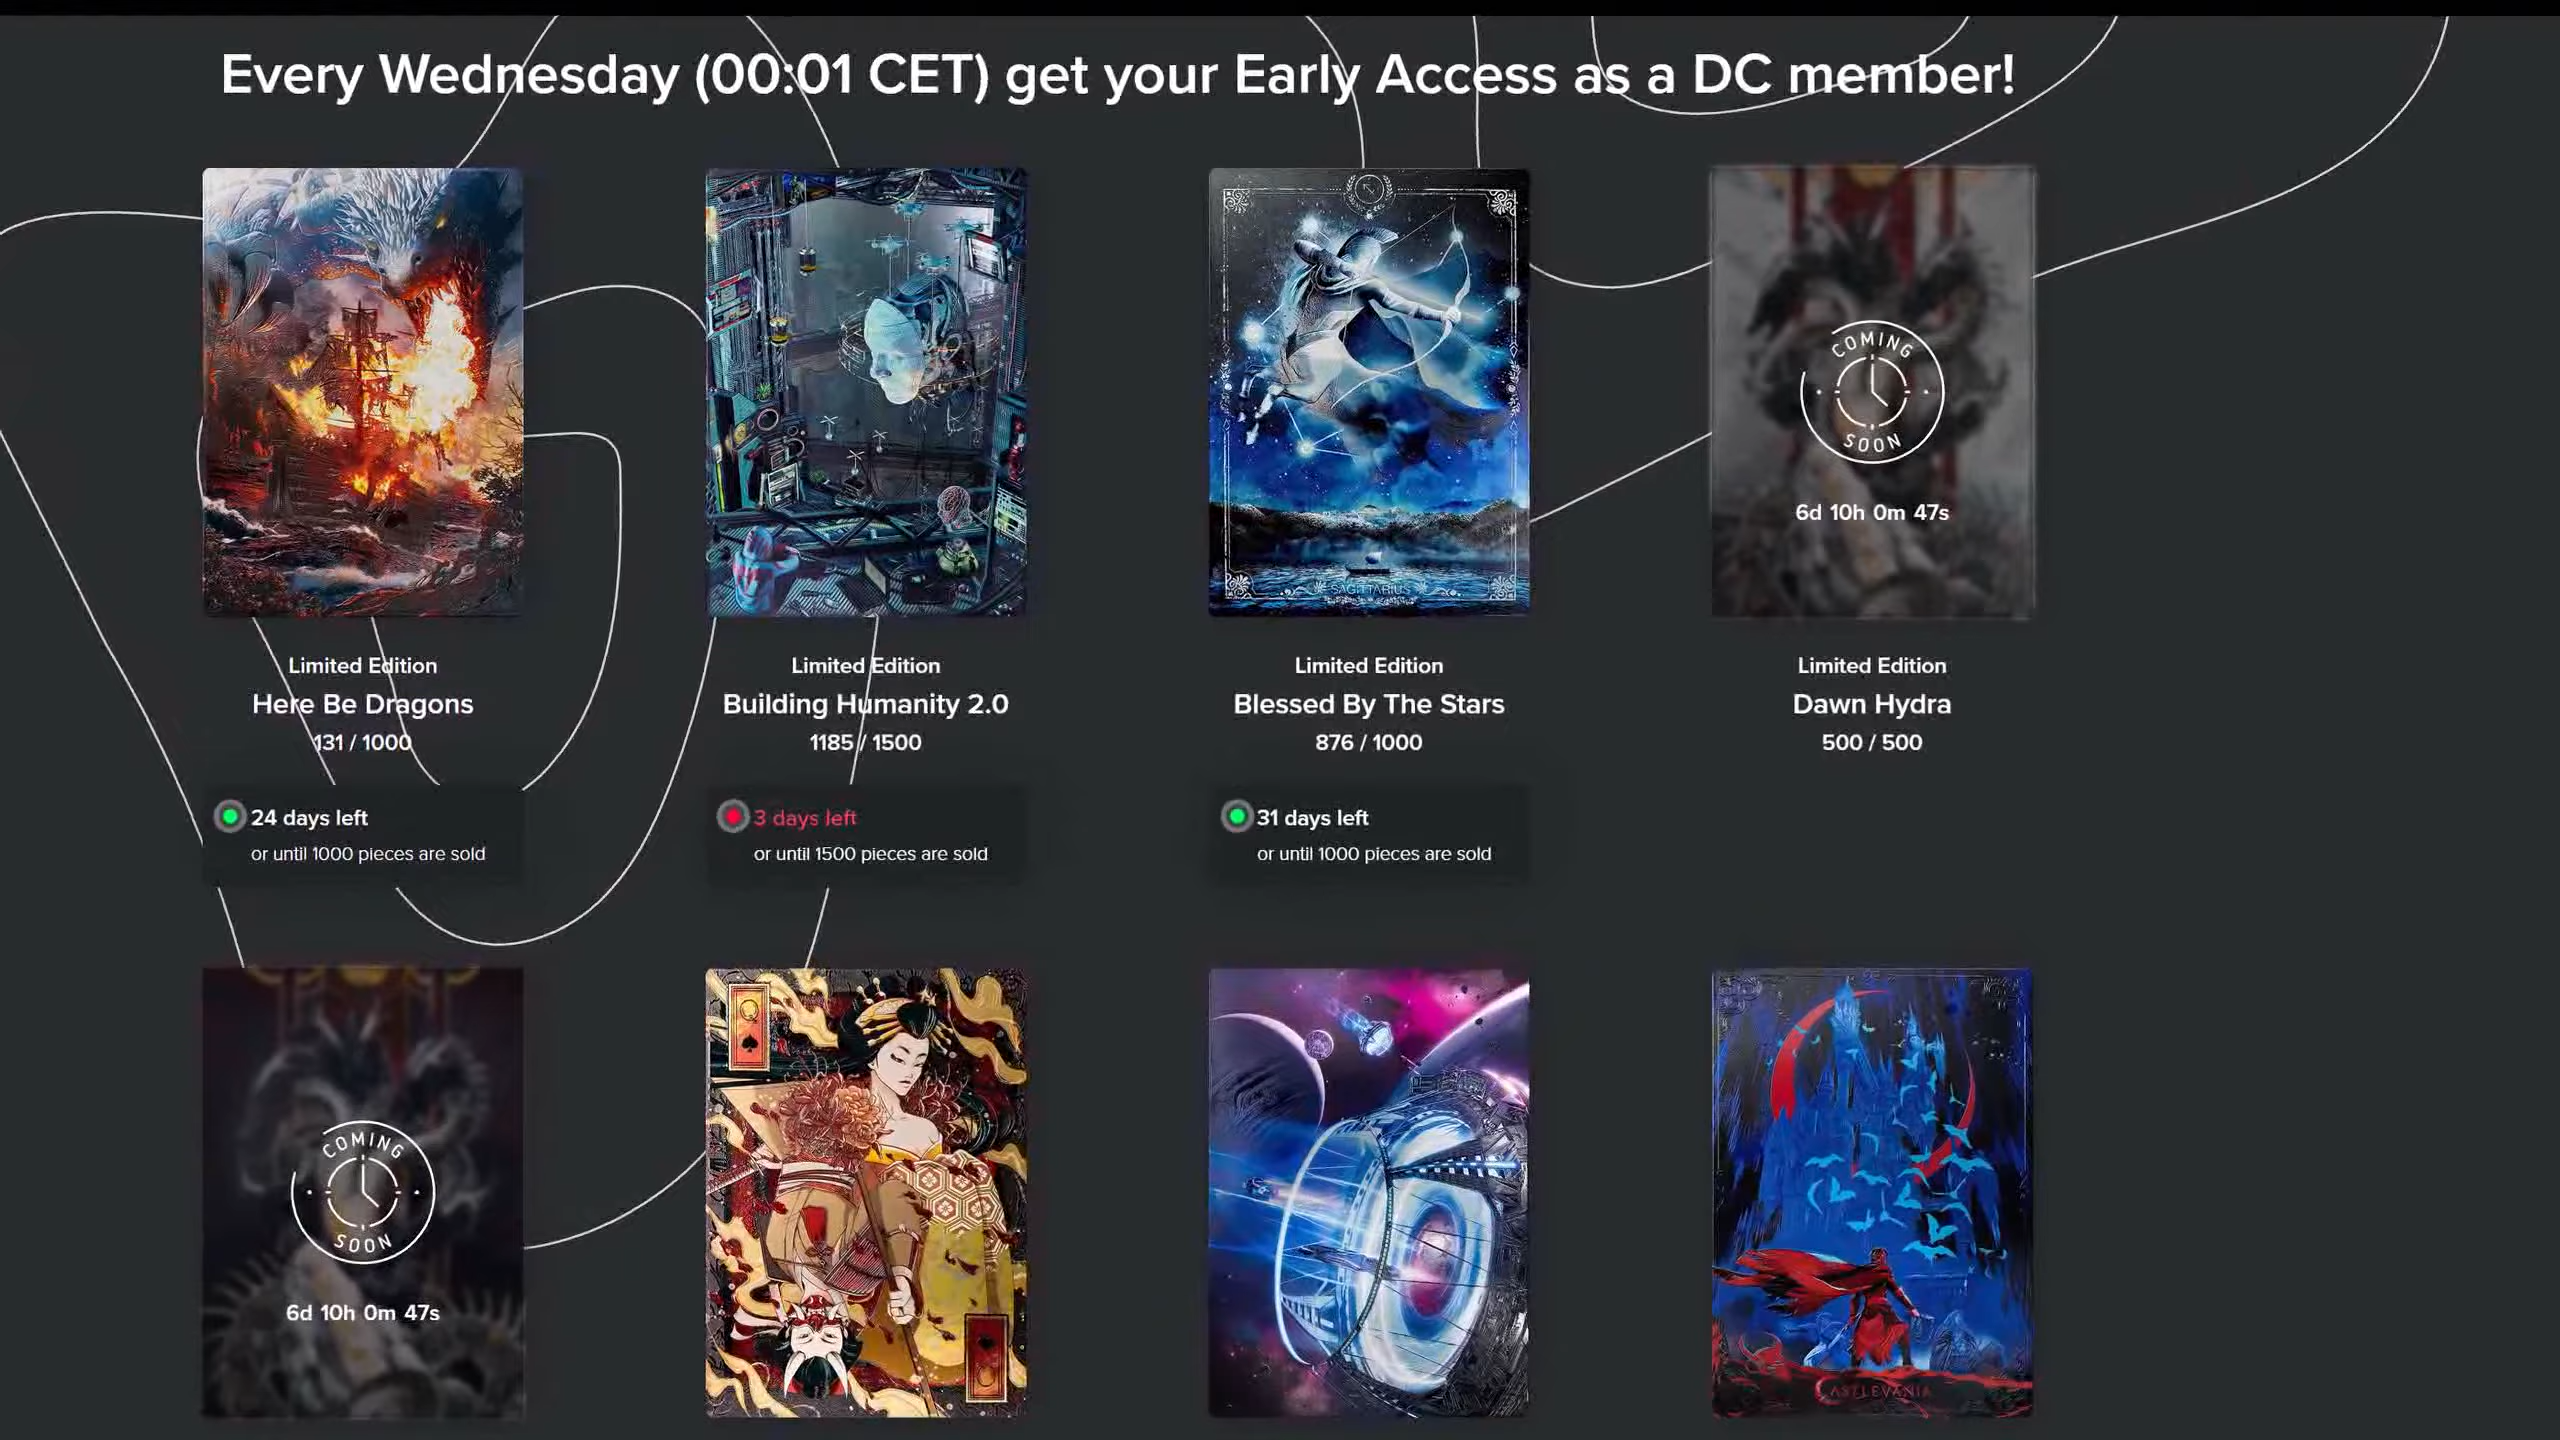 Every Wednesday (00:01 CET) get your Early Access as a DC member!
SAGITTARIUS
COMING
SOON
6d 10h 0m 47s
Limited Edition
Here Be Dragons
131 / 1000
Limited Edition
Building Humanity 2.0
1185 / 1500
Limited Edition
Blessed By The Stars
876 / 1000
Limited Edition
Dawn Hydra
500 / 500
24 days left
or until 1000 pieces are sold
3 days left
or until 1500 pieces are sold
31 days left
or until 1000 pieces are sold
COMING
SOON
6d 10h 0m 47s
Q
Q
CASTLEVANIA